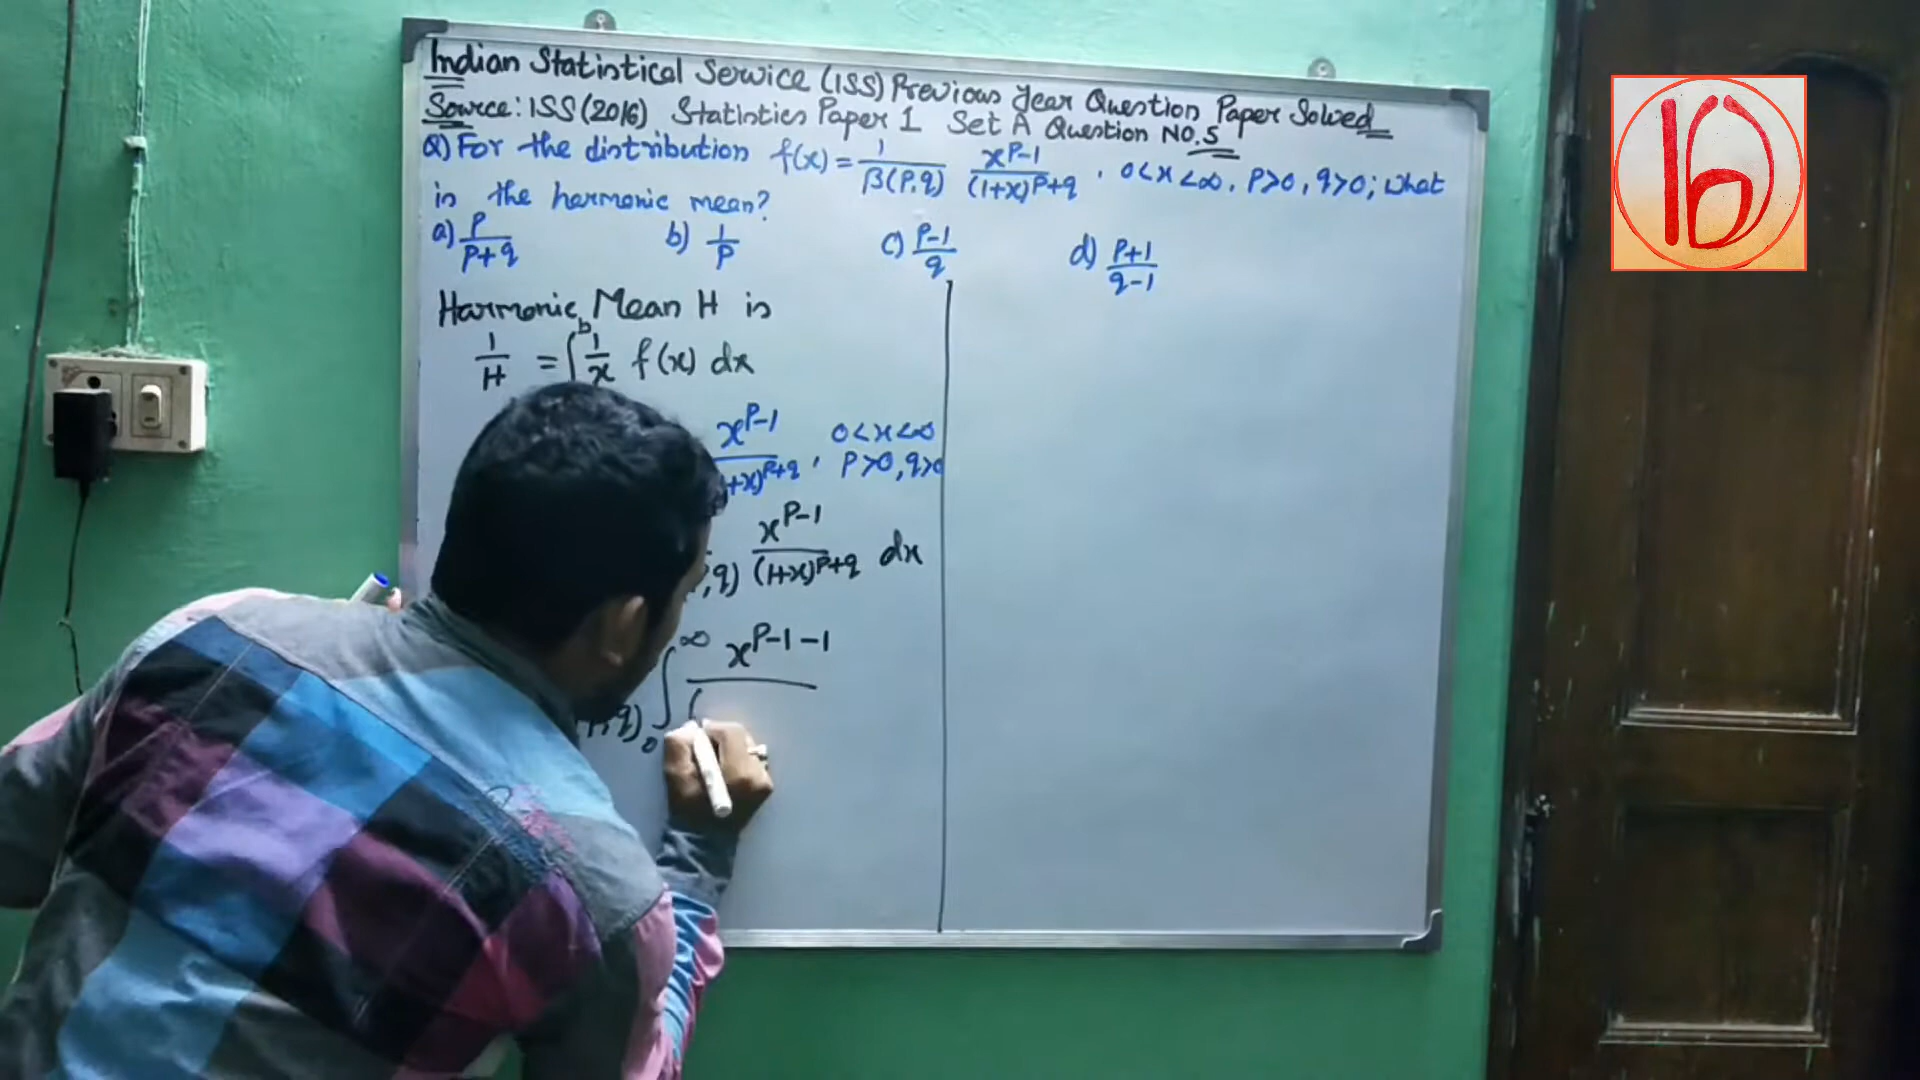 Indian Statistical Service (ISS) Previous Year Question Paper Solved
Source: ISS (2016) Statistics Paper 1 Set A Question No. 5
Q) For the distribution f(x) = 1/β(P,q) x^P-1/(1+x)^P+q , 0<x<∞, P>0, q>0; what
is the harmonic mean?
a) P/P+q b) 1/P c) P-1/q d) P+1/q-1
Harmonic Mean H is
1/H = ∫^b 1/x f(x) dx
x^P-1/+x)^P+q , 0<x<∞
P>0, q>0
,q) x^P-1/(1+x)^P+q dx
,q) ∫0^∞ x^P-1-1/(